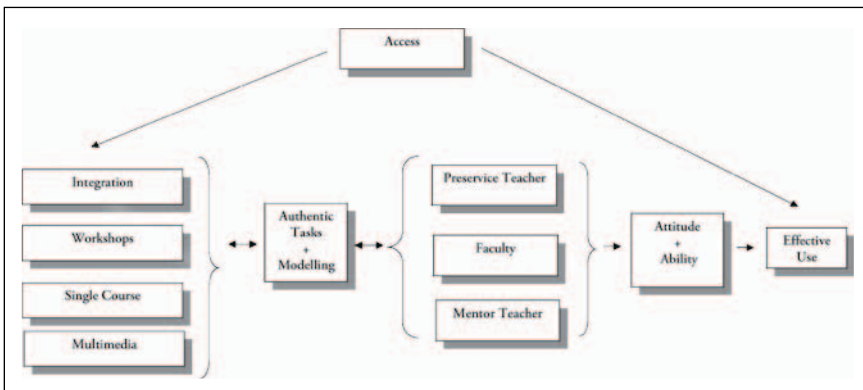 Access
Integration
Workshops
Single Course
Multimedia
Authentic
Tasks
+
Modelling
Preservice Teacher
Faculty
Mentor Teacher
Attitude
+
Ability
Effective
Use